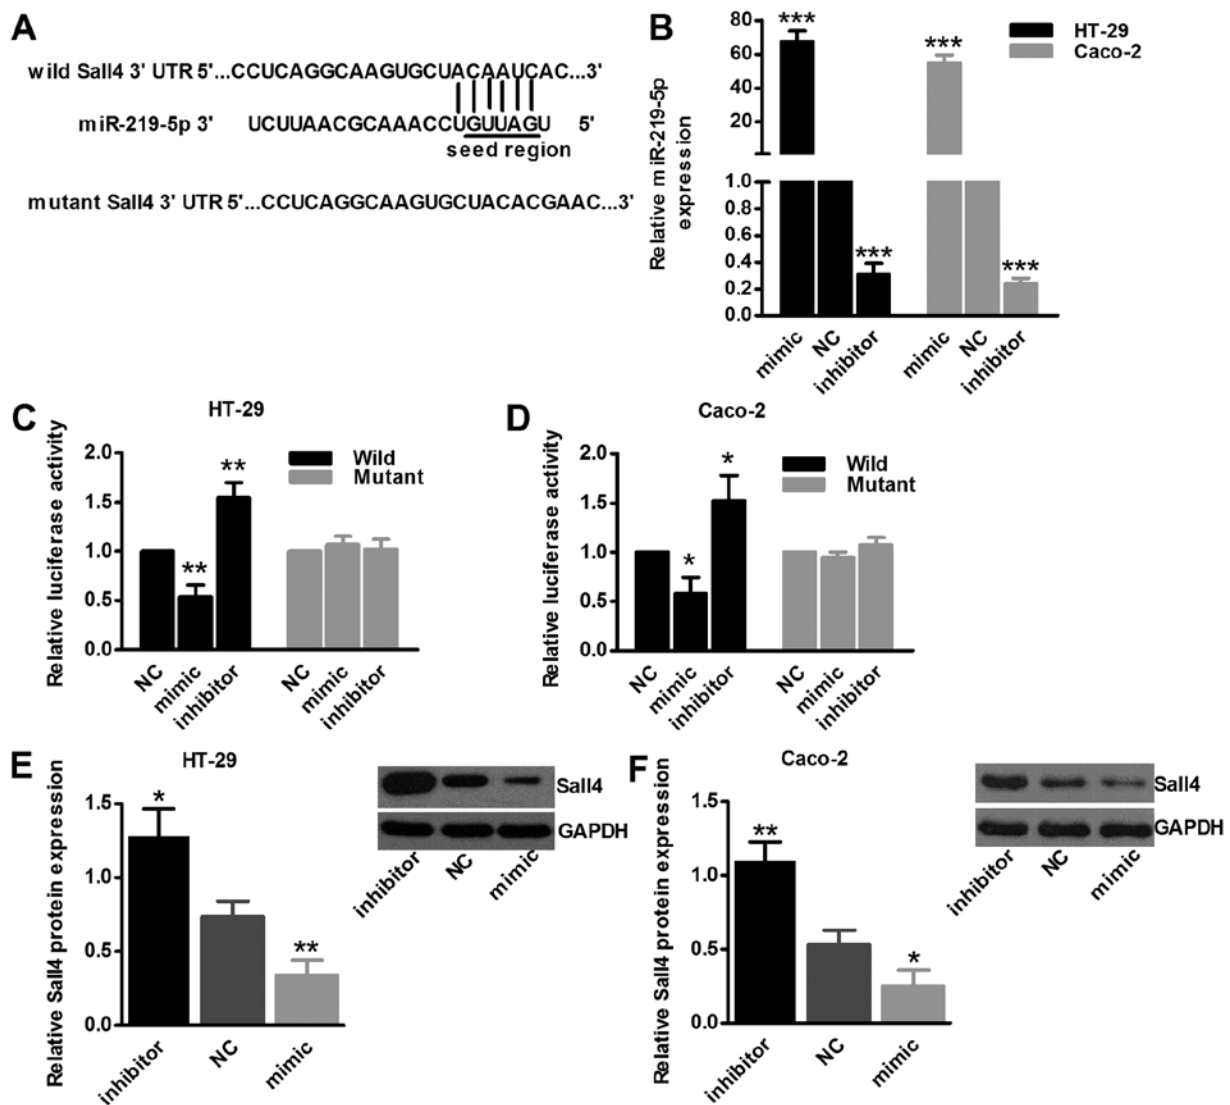 A
wild Sall4 3' UTR 5'...CCUCAGGCAAGUGCUACAAUCAC...3'
miR-219-5p 3' UCUUAACGCAAACCUGUUAGU 5'
seed region
mutant Sall4 3' UTR 5'...CCUCAGGCAAGUGCUACACGAAC...3'
B
Relative miR-219-5p
expression
80
60
40
20
1.0
0.8
0.6
0.4
0.2
0.0
***
***
***
***
HT-29
Caco-2
mimic
NC
inhibitor
mimic
NC
inhibitor
C
HT-29
Relative luciferase activity
2.0
1.5
1.0
0.5
0.0
**
**
Wild
Mutant
NC
mimic
inhibitor
NC
mimic
inhibitor
D
Caco-2
Relative luciferase activity
2.0
1.5
1.0
0.5
0.0
*
*
Wild
Mutant
NC
mimic
inhibitor
NC
mimic
inhibitor
E
HT-29
Relative Sall4 protein expression
1.5
1.0
0.5
0.0
*
**
inhibitor
NC
mimic
Sall4
GAPDH
inhibitor
NC
mimic
F
Caco-2
Relative Sall4 protein expression
1.5
1.0
0.5
0.0
**
*
inhibitor
NC
mimic
Sall4
GAPDH
inhibitor
NC
mimic